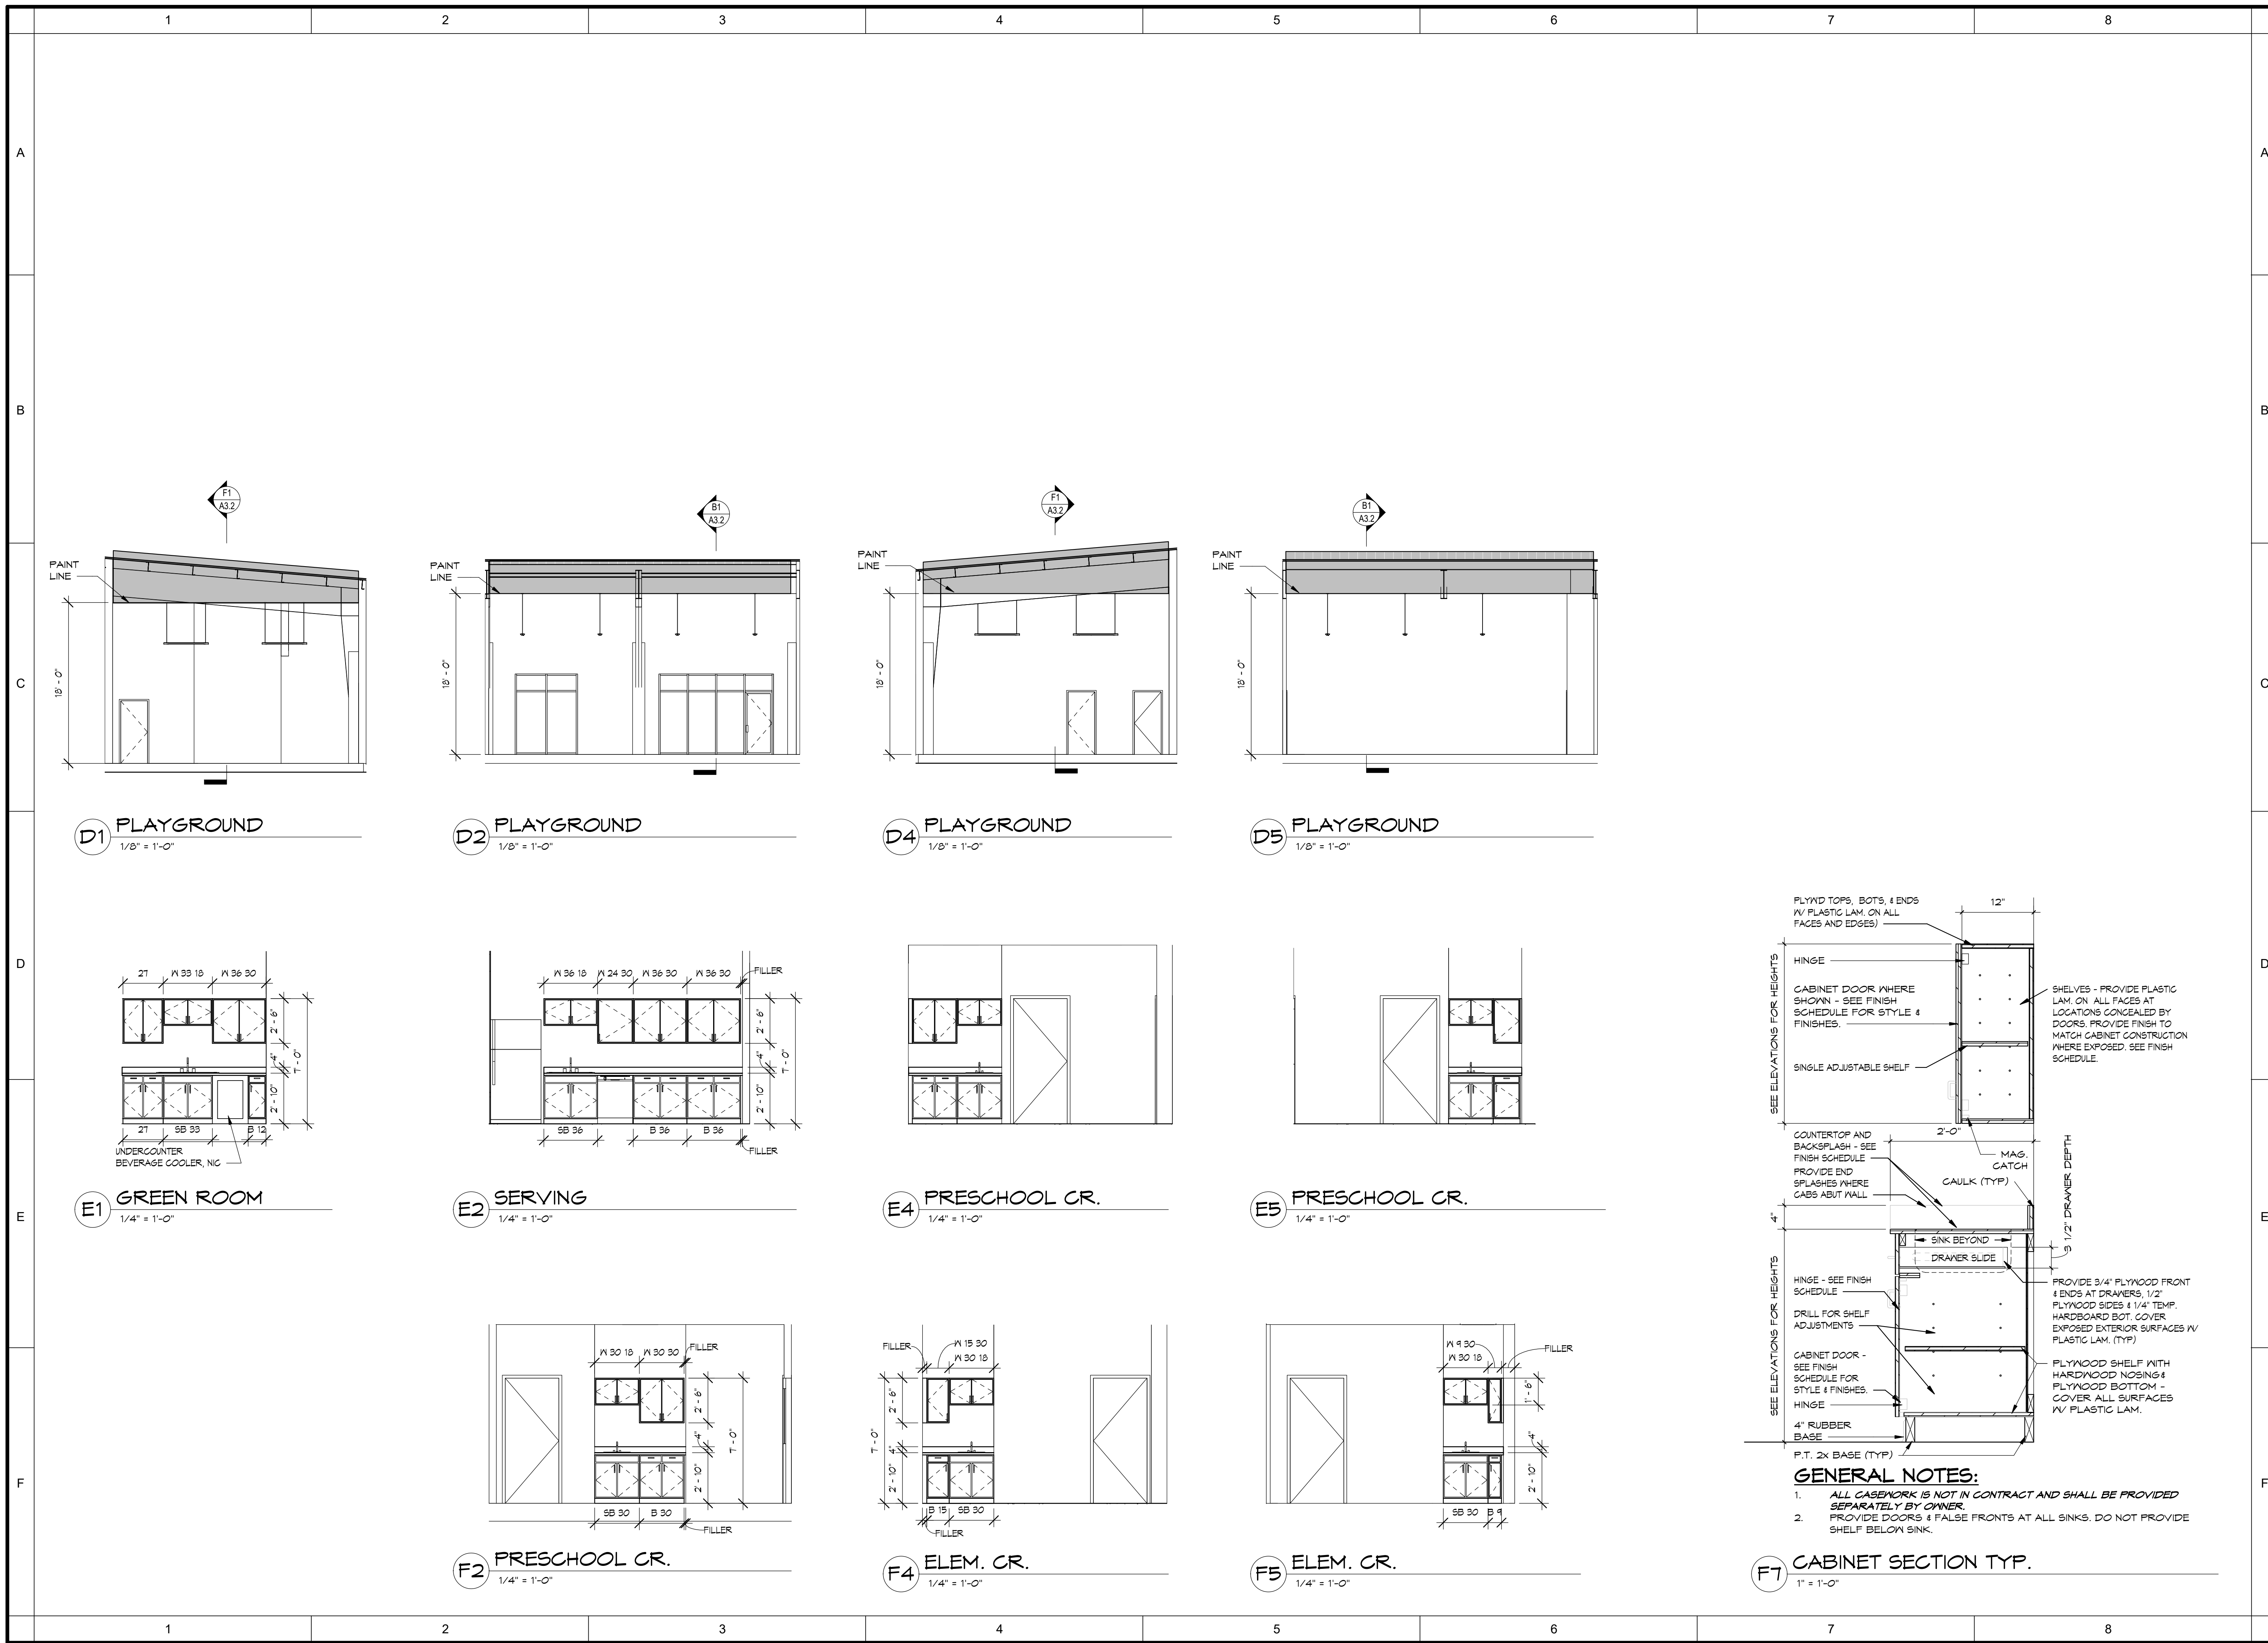 1 2 3 4 5 6 7 8
A A
B B
F1
A3.2
B1
A3.2
F1
A3.2
B1
A3.2
PAINT
LINE
18' - 0"
PAINT
LINE
18' - 0"
PAINT
LINE
18' - 0"
PAINT
LINE
18' - 0"
C C
D1 PLAYGROUND
1/8" = 1'-0"
D2 PLAYGROUND
1/8" = 1'-0"
D4 PLAYGROUND
1/8" = 1'-0"
D5 PLAYGROUND
1/8" = 1'-0"
D D
27 W 33 18 W 36 30
2' - 6"
4"
7' - 0"
2' - 10"
27 SB 33 B 12
UNDERCOUNTER
BEVERAGE COOLER, NIC
E1 GREEN ROOM
1/4" = 1'-0"
W 36 18 W 24 30 W 36 30 W 36 30 FILLER
2' - 6"
4"
7' - 0"
2' - 10"
SB 36 B 36 B 36
FILLER
E2 SERVING
1/4" = 1'-0"
E4 PRESCHOOL CR.
1/4" = 1'-0"
E5 PRESCHOOL CR.
1/4" = 1'-0"
E E
W 30 18 W 30 30 FILLER
2' - 6"
4"
7' - 0"
2' - 10"
SB 30 B 30
FILLER
F2 PRESCHOOL CR.
1/4" = 1'-0"
FILLER W 15 30
W 30 18
2' - 6"
7' - 0"
4"
2' - 10"
B 15 SB 30
FILLER
F4 ELEM. CR.
1/4" = 1'-0"
W 9 30
W 30 18
FILLER
1' - 6"
4"
2' - 10"
SB 30 B 9
F5 ELEM. CR.
1/4" = 1'-0"
PLYWD TOPS, BOT'S, & ENDS
W/ PLASTIC LAM. ON ALL
FACES AND EDGES)
12"
HINGE
CABINET DOOR WHERE
SHOWN - SEE FINISH
SCHEDULE FOR STYLE &
FINISHES.
SINGLE ADJUSTABLE SHELF
SEE ELEVATIONS FOR HEIGHTS
SHELVES - PROVIDE PLASTIC
LAM. ON ALL FACES AT
LOCATIONS CONCEALED BY
DOORS. PROVIDE FINISH TO
MATCH CABINET CONSTRUCTION
WHERE EXPOSED. SEE FINISH
SCHEDULE.
COUNTERTOP AND
BACKSPLASH - SEE
FINISH SCHEDULE
PROVIDE END
SPLASHES WHERE
CABS ABUT WALL
2'-0"
MAG.
CATCH
CAULK (TYP)
3 1/2" DRAWER DEPTH
4"
SINK BEYOND
DRAWER SLIDE
SEE ELEVATIONS FOR HEIGHTS
HINGE - SEE FINISH
SCHEDULE
DRILL FOR SHELF
ADJUSTMENTS
CABINET DOOR -
SEE FINISH
SCHEDULE FOR
STYLE & FINISHES.
HINGE
4" RUBBER
BASE
P.T. 2x BASE (TYP)
PROVIDE 3/4" PLYWOOD FRONT
& ENDS AT DRAWERS, 1/2"
PLYWOOD SIDES & 1/4" TEMP.
HARDBOARD BOT. COVER
EXPOSED EXTERIOR SURFACES W/
PLASTIC LAM. (TYP)
PLYWOOD SHELF WITH
HARDWOOD NOSING&
PLYWOOD BOTTOM -
COVER ALL SURFACES
W/ PLASTIC LAM.
GENERAL NOTES:
1. ALL CASEWORK IS NOT IN CONTRACT AND SHALL BE PROVIDED
SEPARATELY BY OWNER.
2. PROVIDE DOORS & FALSE FRONTS AT ALL SINKS. DO NOT PROVIDE
SHELF BELOW SINK.
F7 CABINET SECTION TYP.
1" = 1'-0"
F F
1 2 3 4 5 6 7 8